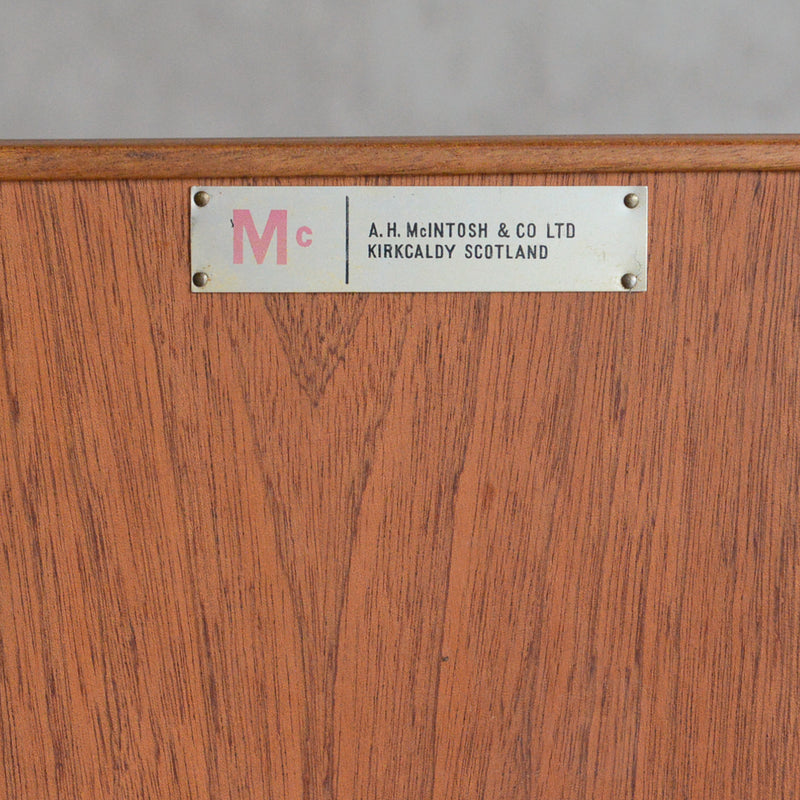 Mc
A.H. McINTOSH & CO LTD
KIRKCALDY SCOTLAND